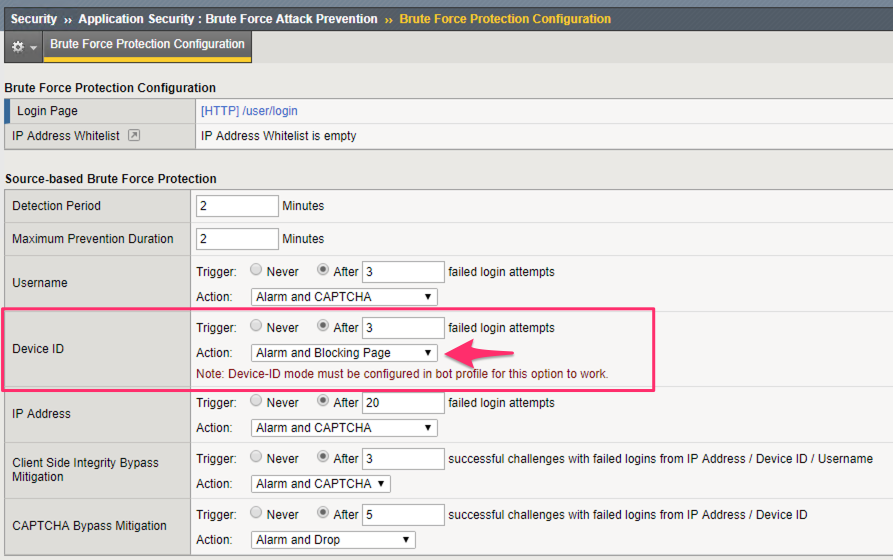 Security ›› Application Security : Brute Force Attack Prevention ›› Brute Force Protection Configuration
Brute Force Protection Configuration
Brute Force Protection Configuration
Login Page [HTTP] /user/login
IP Address Whitelist IP Address Whitelist is empty
Source-based Brute Force Protection
Detection Period 2 Minutes
Maximum Prevention Duration 2 Minutes
Username
Trigger: Never After 3 failed login attempts
Action: Alarm and CAPTCHA
Device ID
Trigger: Never After 3 failed login attempts
Action: Alarm and Blocking Page
Note: Device-ID mode must be configured in bot profile for this option to work.
IP Address
Trigger: Never After 20 failed login attempts
Action: Alarm and CAPTCHA
Client Side Integrity Bypass
Mitigation
Trigger: Never After 3 successful challenges with failed logins from IP Address / Device ID / Username
Action: Alarm and CAPTCHA
CAPTCHA Bypass Mitigation
Trigger: Never After 5 successful challenges with failed logins from IP Address / Device ID
Action: Alarm and Drop